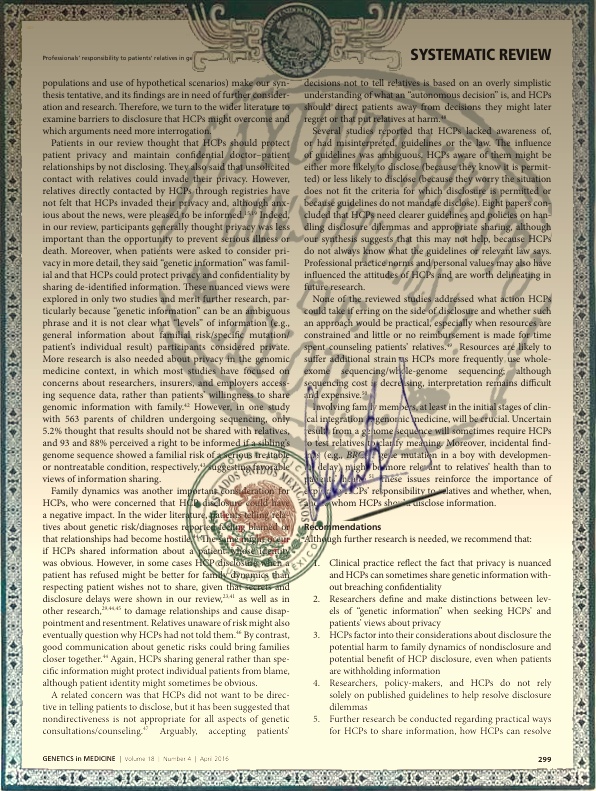 Professionals' responsibility to patients' relatives in ge
SYSTEMATIC REVIEW
populations and use of hypothetical scenarios) make our syn-
thesis tentative, and its findings are in need of further consider-
ation and research. Therefore, we turn to the wider literature to
examine barriers to disclosure that HCPs might overcome and
which arguments need more interrogation.
Patients in our review thought that HCPs should protect
patient privacy and maintain confidential doctor–patient
relationships by not disclosing. They also said that unsolicited
contact with relatives could invade their privacy. However,
relatives directly contacted by HCPs through registries have
not felt that HCPs invaded their privacy and, although anx-
ious about the news, were pleased to be informed. Indeed,
in our review, participants generally thought privacy was less
important than the opportunity to prevent serious illness or
death. Moreover, when patients were asked to consider pri-
vacy in more detail, they said "genetic information" was famil-
ial and that HCPs could protect privacy and confidentiality by
sharing de-identified information. These nuanced views were
explored in only two studies and merit further research, par-
ticularly because "genetic information" can be an ambiguous
phrase and it is not clear what "levels" of information (e.g.,
general information about familial risk/specific mutation/
patient's individual result) participants considered private.
More research is also needed about privacy in the genomic
medicine context, in which most studies have focused on
concerns about researchers, insurers, and employers access-
ing sequence data, rather than patients' willingness to share
genomic information with family.42 However, in one study
with 563 parents of children undergoing sequencing, only
5.2% thought that results should not be shared with relatives,
and 93 and 88% perceived a right to be informed if a sibling's
genome sequence showed a familial risk of a serious treatable
or nontreatable condition, respectively, suggesting favorable
views of information sharing.
Family dynamics was another important consideration for
HCPs, who were concerned that HCP disclosure could have
a negative impact. In the wider literature, patients telling rela-
tives about genetic risk/diagnoses reported feeling blamed or
that relationships had become hostile. The same might occur
if HCPs shared information about a patient whose identity
was obvious. However, in some cases HCP disclosure when a
patient has refused might be better for family dynamics than
respecting patient wishes not to share, given that secrets and
disclosure delays were shown in our review,23,41 as well as in
other research,29,44,45 to damage relationships and cause disap-
pointment and resentment. Relatives unaware of risk might also
eventually question why HCPs had not told them.46 By contrast,
good communication about genetic risks could bring families
closer together.44 Again, HCPs sharing general rather than spe-
cific information might protect individual patients from blame,
although patient identity might sometimes be obvious.
A related concern was that HCPs did not want to be direc-
tive in telling patients to disclose, but it has been suggested that
nondirectiveness is not appropriate for all aspects of genetic
consultations/counseling.47 Arguably, accepting patients'
decisions not to tell relatives is based on an overly simplistic
understanding of what an "autonomous decision" is, and HCPs
should direct patients away from decisions they might later
regret or that put relatives at harm.
Several studies reported that HCPs lacked awareness of,
or had misinterpreted, guidelines or the law. The influence
of guidelines was ambiguous. HCPs aware of them might be
either more likely to disclose (because they know it is permit-
ted) or less likely to disclose (because they worry the situation
does not fit the criteria for which disclosure is permitted or
because guidelines do not mandate disclosure). Eight papers con-
cluded that HCPs need clearer guidelines and policies on han-
dling disclosure dilemmas and appropriate sharing, although
our synthesis suggests that this may not help, because HCPs
do not always know what the guidelines or relevant law says.
Professional practice norms and/personal values may also have
influenced the attitudes of HCPs and are worth delineating in
future research.
None of the reviewed studies addressed what action HCPs
could take if erring on the side of disclosure and whether such
an approach would be practical, especially when resources are
constrained and little or no reimbursement is made for time
spent counseling patients' relatives. Resources are likely to
suffer additional strain as HCPs more frequently use whole-
exome sequencing/whole-genome sequencing; although
sequencing cost is decreasing, interpretation remains difficult
and expensive.
Involving family members, at least in the initial stages of clin-
ical integration of genomic medicine, will be crucial. Uncertain
results from a genome sequence will sometimes require HCPs
to test relatives to clarify meaning. Moreover, incidental find-
(e.g., mutation in a boy with development-
delay) might be more relevant to relatives' health than to
these issues reinforce the importance of
HCPs' responsibility to relatives and whether, when,
whom HCPs should disclose information.
Recommendations
Although further research is needed, we recommend that:
1. Clinical practice reflect the fact that privacy is nuanced
and HCPs can sometimes share genetic information with-
out breaching confidentiality
2. Researchers define and make distinctions between lev-
els of "genetic information" when seeking HCPs' and
patients' views about privacy
3. HCPs factor into their considerations about disclosure the
potential harm to family dynamics of nondisclosure and
potential benefit of HCP disclosure, even when patients
are withholding information
4. Researchers, policy-makers, and HCPs do not rely
solely on published guidelines to help resolve disclosure
dilemmas
5. Further research be conducted regarding practical ways
for HCPs to share information, how HCPs can resolve
GENETICS in MEDICINE | Volume 18 | Number 4 | April 2016
299
ESTADOS UNIDOS MEXICANOS